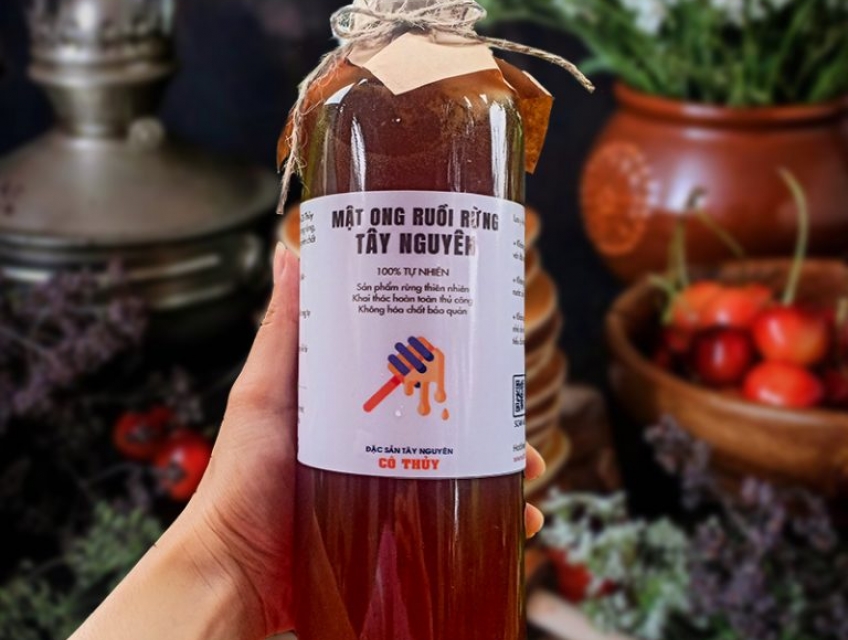 MẬT ONG RUỒI RỪNG
TÂY NGUYÊN
100% TỰ NHIÊN
Sản phẩm rừng thiên nhiên
Khai thác hoàn toàn thủ công
Không hóa chất bảo quản
ĐẶC SẢN TÂY NGUYÊN
CÔ THỦY